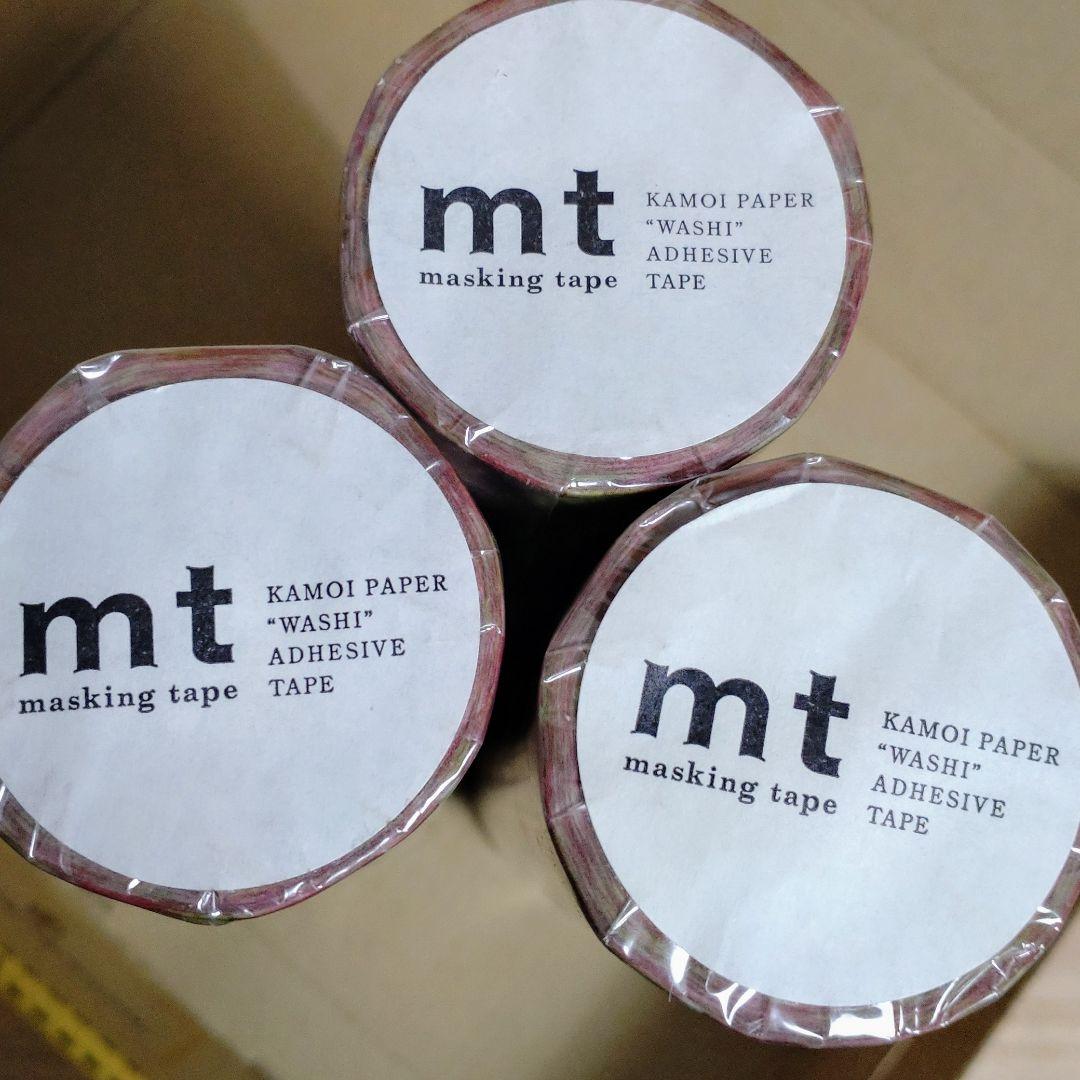 mt
masking tape
KAMOI PAPER
“WASHI”
ADHESIVE
TAPE
mt
masking tape
KAMOI PAPER
“WASHI”
ADHESIVE
TAPE
mt
masking tape
KAMOI PAPER
“WASHI”
ADHESIVE
TAPE